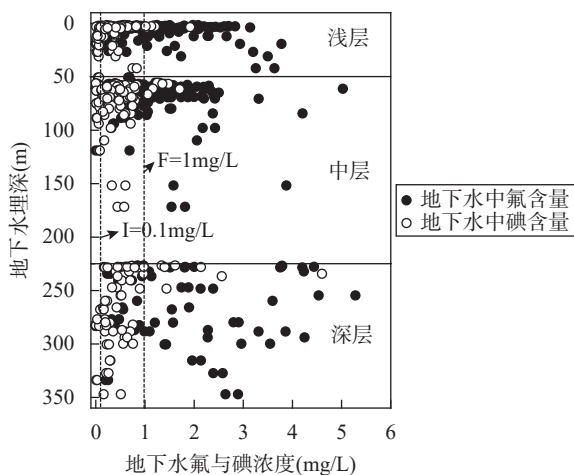 0
50
100
150
200
250
300
350
地下水埋深(m)
浅层
中层
深层
F=1mg/L
I=0.1mg/L
0 1 2 3 4 5 6
地下水氟与碘浓度(mg/L)
地下水中氟含量
地下水中碘含量